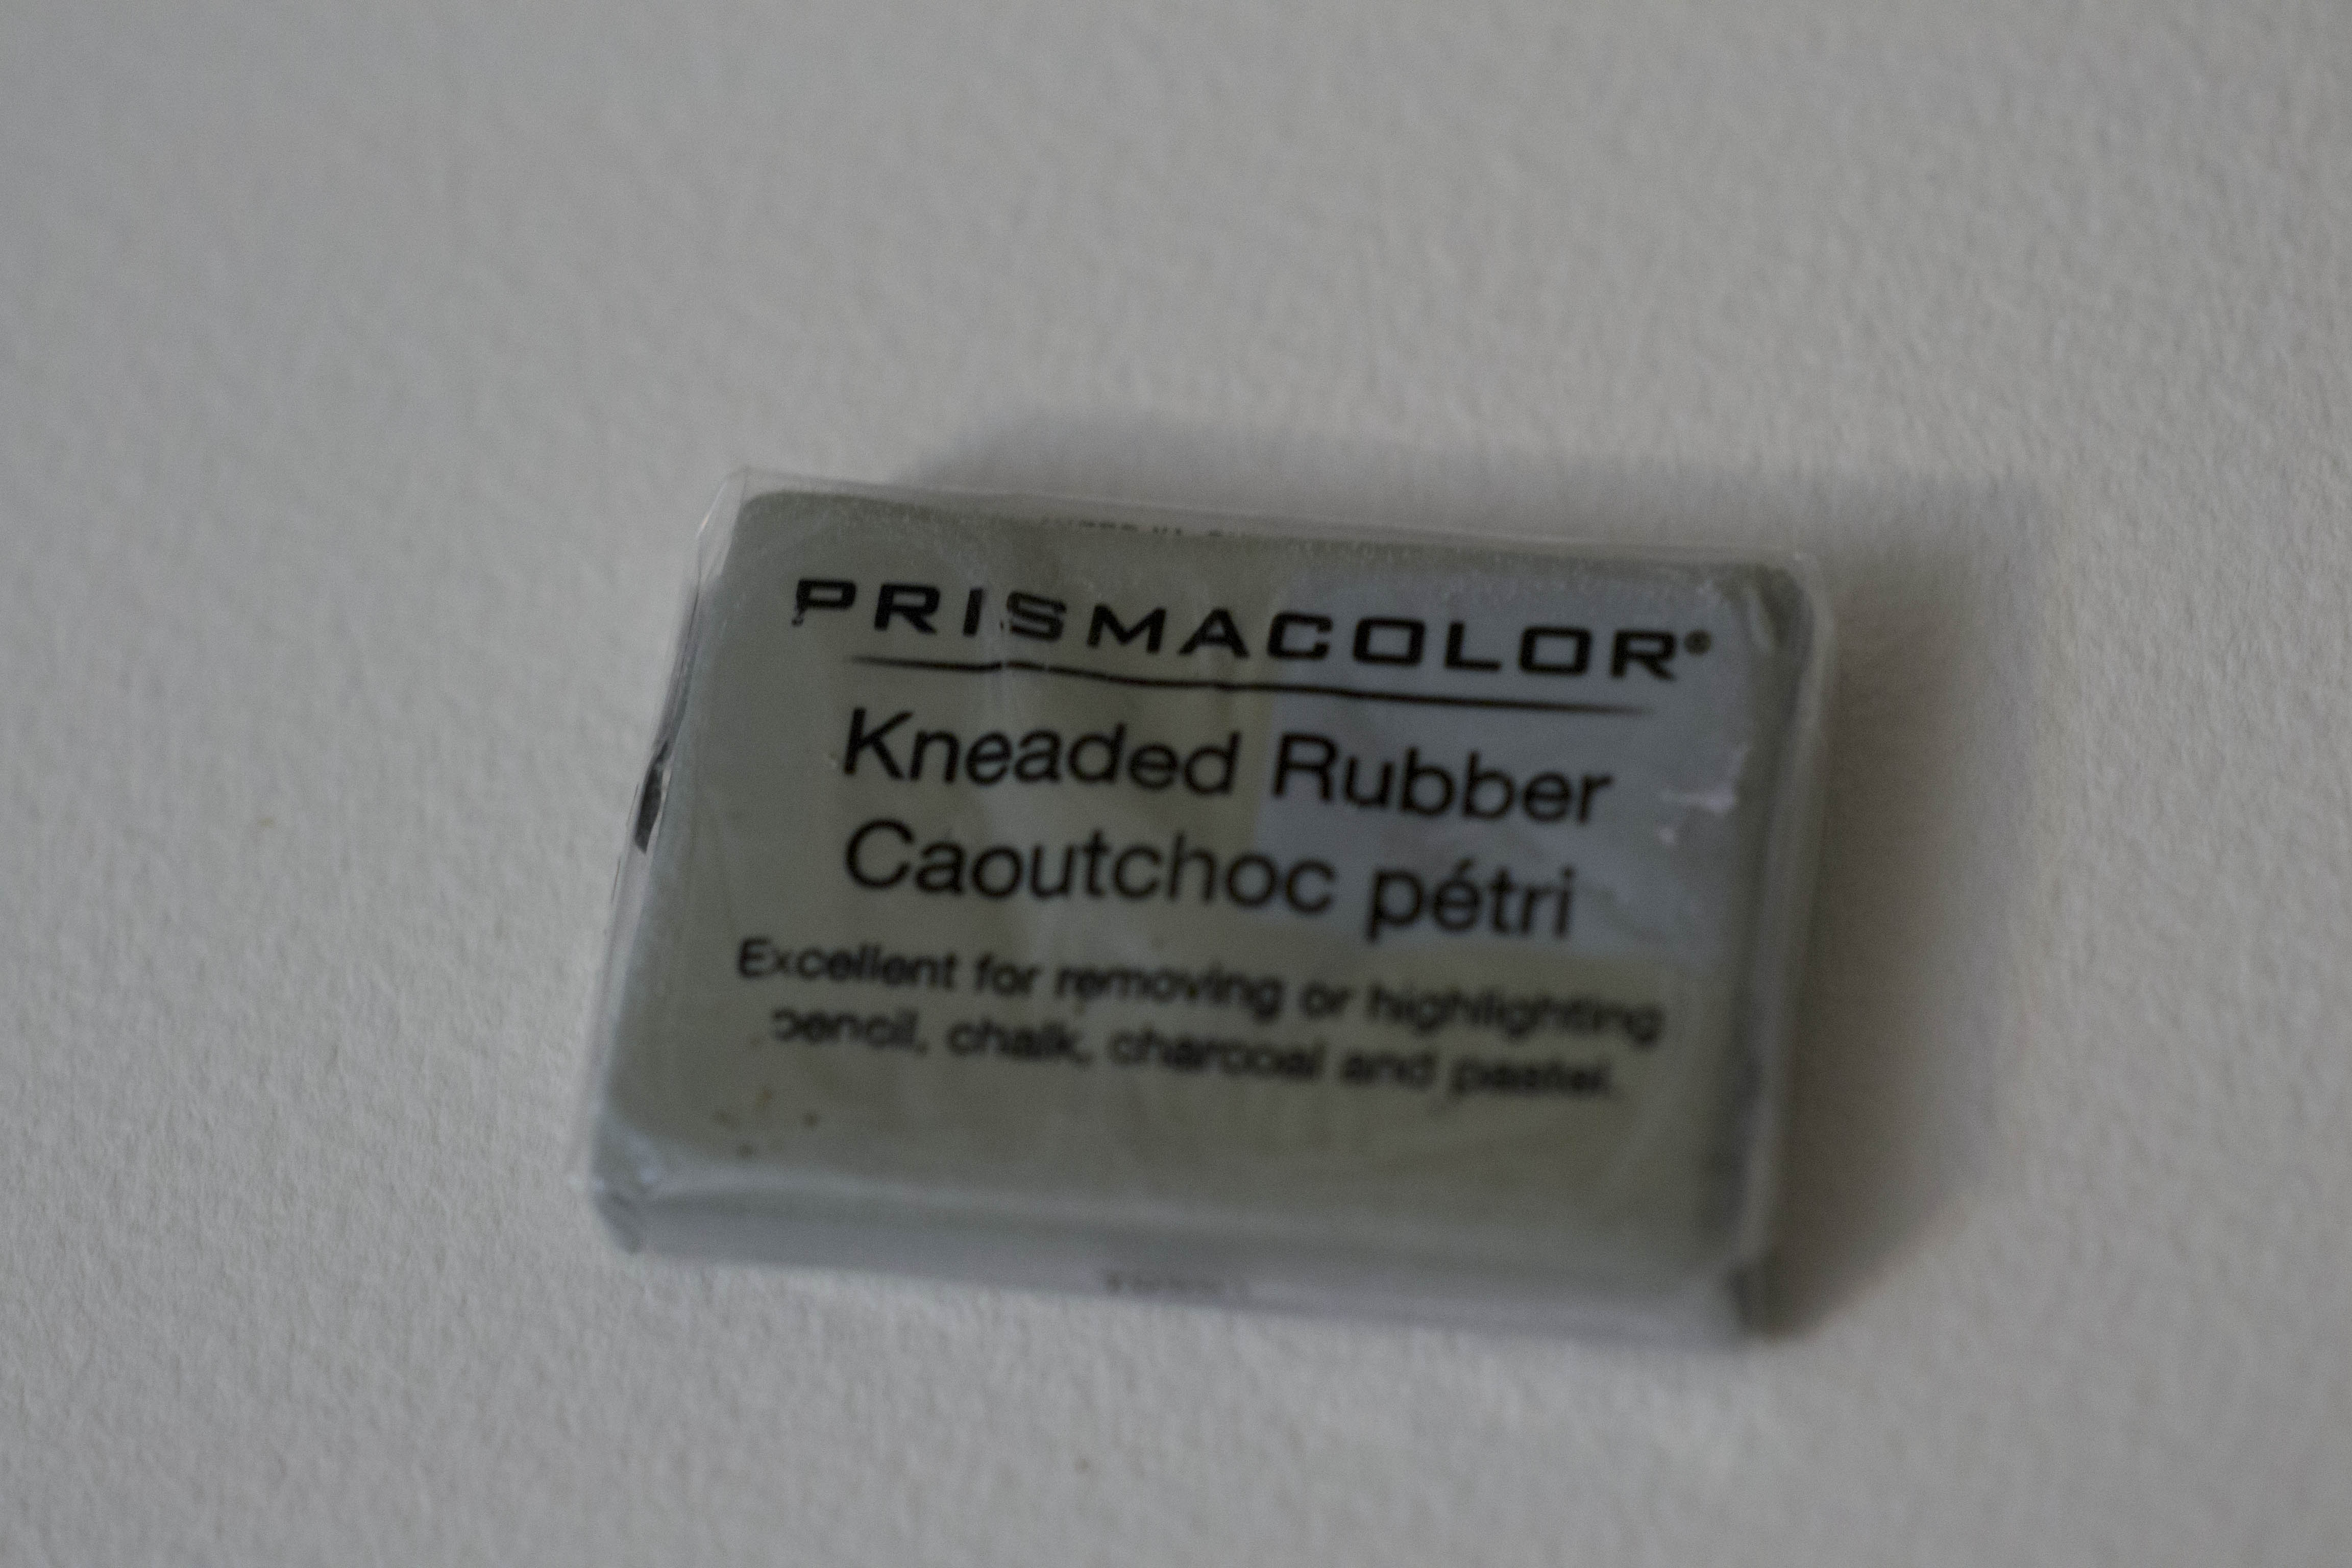 PRISMACOLOR®
Kneaded Rubber
Caoutchoc pétri
Excellent for removing or highlighting
pencil, chalk, charcoal and pastel.